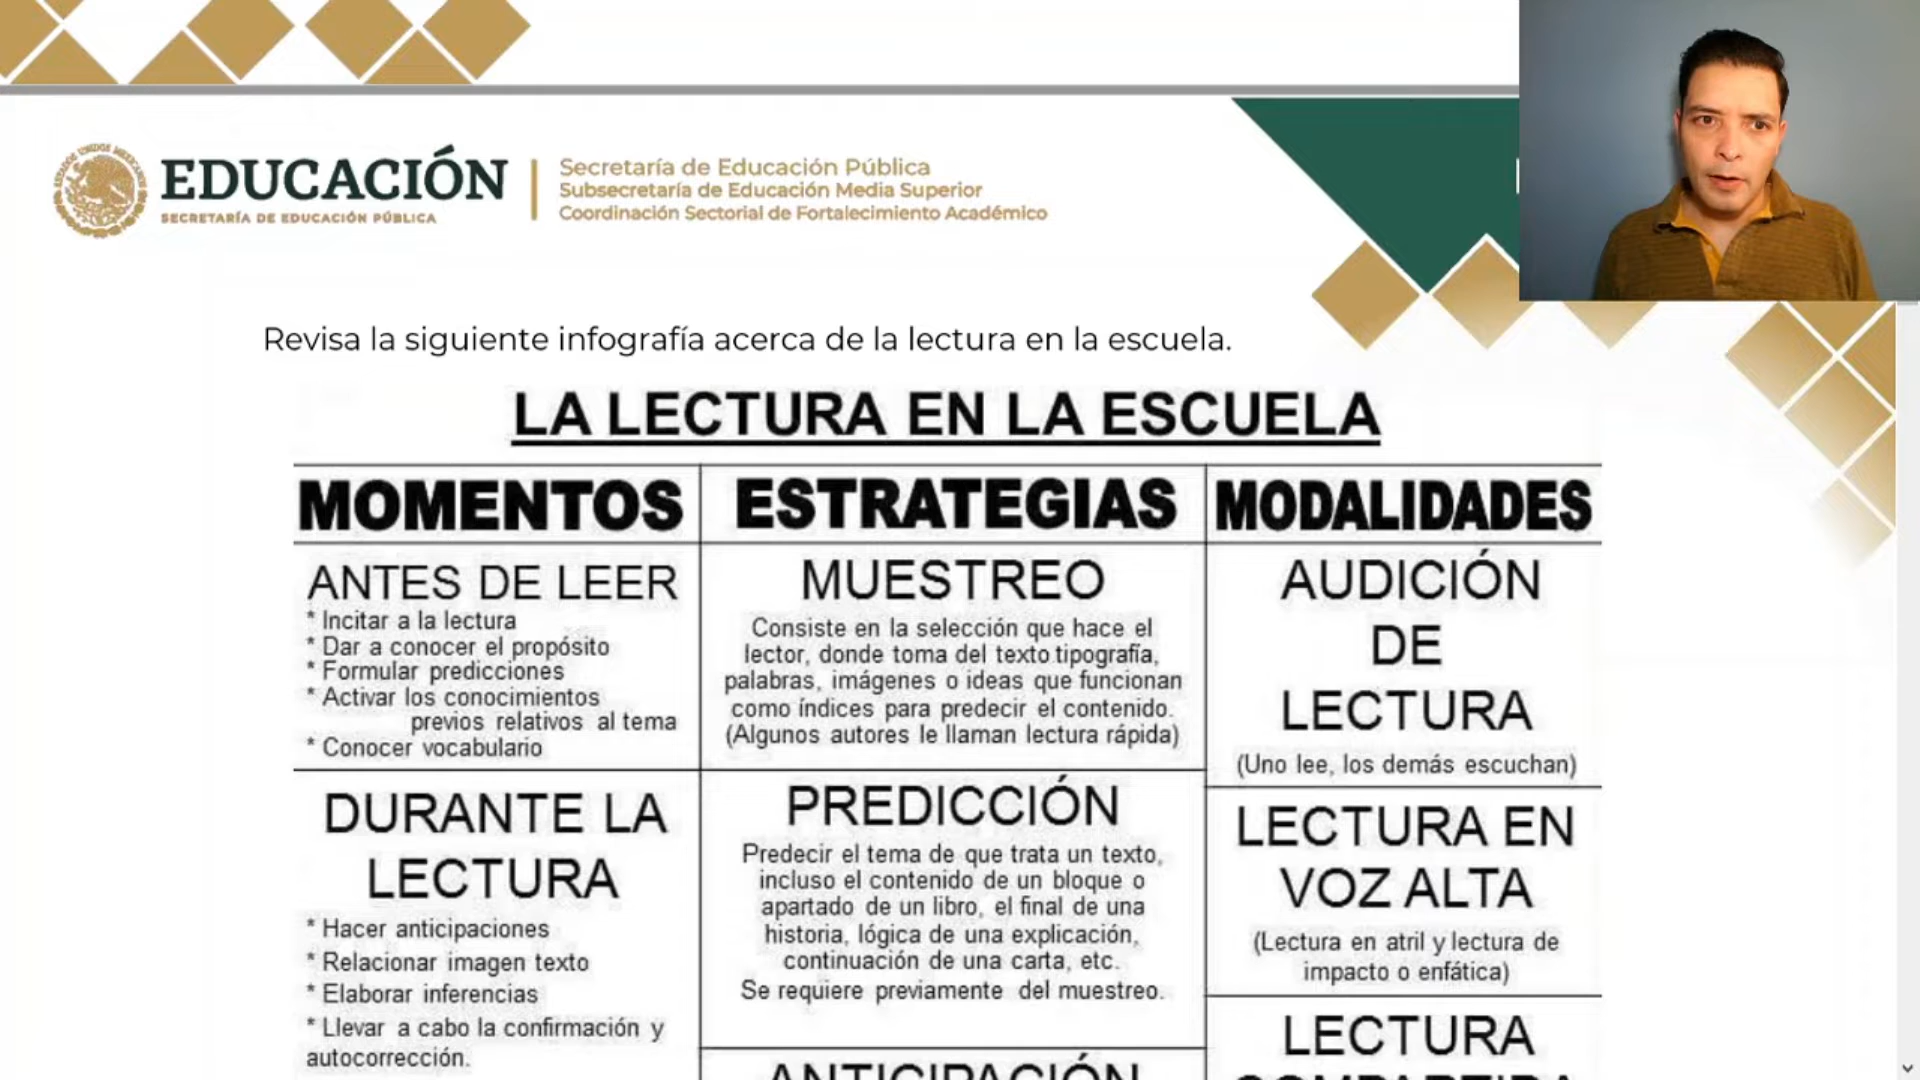 EDUCACIÓN
SECRETARÍA DE EDUCACIÓN PÚBLICA
Secretaría de Educación Pública
Subsecretaría de Educación Media Superior
Coordinación Sectorial de Fortalecimiento Académico
Revisa la siguiente infografía acerca de la lectura en la escuela.
LA LECTURA EN LA ESCUELA
MOMENTOS
ANTES DE LEER
* Incitar a la lectura
* Dar a conocer el propósito
* Formular predicciones
* Activar los conocimientos
previos relativos al tema
* Conocer vocabulario
DURANTE LA
LECTURA
* Hacer anticipaciones
* Relacionar imagen texto
* Elaborar inferencias
* Llevar a cabo la confirmación y
autocorrección.
ESTRATEGIAS
MUESTREO
Consiste en la selección que hace el
lector, donde toma del texto tipografía,
palabras, imágenes o ideas que funcionan
como índices para predecir el contenido.
(Algunos autores le llaman lectura rápida)
PREDICCIÓN
Predecir el tema de que trata un texto,
incluso el contenido de un bloque o
apartado de un libro, el final de una
historia, lógica de una explicación,
continuación de una carta, etc.
Se requiere previamente del muestreo.
ANTICIPACIÓN
MODALIDADES
AUDICIÓN
DE
LECTURA
(Uno lee, los demás escuchan)
LECTURA EN
VOZ ALTA
(Lectura en atril y lectura de
impacto o enfática)
LECTURA
COMPARTIDA